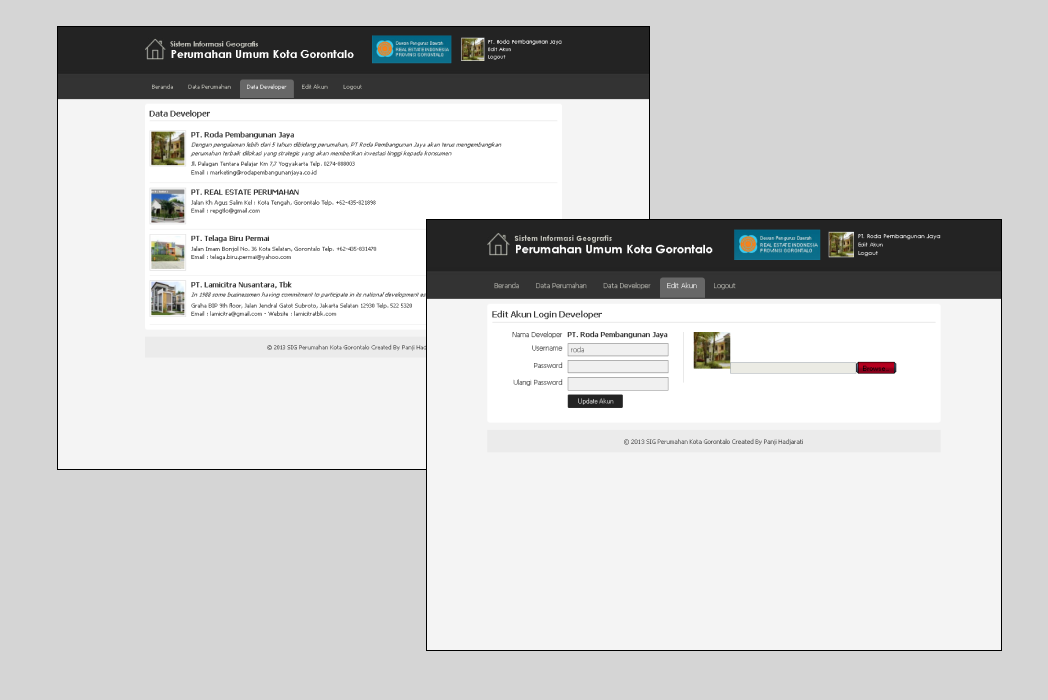 Sistem Informasi Geografis
Perumahan Umum Kota Gorontalo
Dewan Pengurus Daerah
REAL ESTATE INDONESIA
PROVINSI GORONTALO
PT. Roda Pembangunan Jaya
Edit Akun
Logout
Beranda Data Perumahan Data Developer Edit Akun Logout
Data Developer
PT. Roda Pembangunan Jaya
Dengan pengalaman lebih dari 5 tahun dibidang perumahan, PT Roda Pembangunan Jaya akan terus mengembangkan
perumahan terbaik dilokasi yang strategis yang akan memberikan investasi tinggi kepada konsumen
Jl. Palagan Tentara Pelajar Km 7,7 Yogyakarta Telp. 0274-888003
Email : marketing@rodapembangunanjaya.co.id
PT. REAL ESTATE PERUMAHAN
Jalan Kh Agus Salim Kel : Kota Tengah, Gorontalo Telp. +62-435-821898
Email : repgtlo@gmail.com
PT. Telaga Biru Permai
Jalan Imam Bonjol No. 36 Kota Selatan, Gorontalo Telp. +62-435-831478
Email : telaga.biru.permai@yahoo.com
PT. Lamicitra Nusantara, Tbk
In 1988 some businessmen having commitment to participate in its national development es
Graha BIP 9th floor, Jalan Jendral Gatot Subroto, Jakarta Selatan 12930 Telp. 522 5320
Email : lamicitra@gmail.com - Website : lamicitratbk.com
© 2013 SIG Perumahan Kota Gorontalo Created By Panji Hadj
Sistem Informasi Geografis
Perumahan Umum Kota Gorontalo
Dewan Pengurus Daerah
REAL ESTATE INDONESIA
PROVINSI GORONTALO
PT. Roda Pembangunan Jaya
Edit Akun
Logout
Beranda Data Perumahan Data Developer Edit Akun Logout
Edit Akun Login Developer
Nama Developer PT. Roda Pembangunan Jaya
Username roda
Password
Ulangi Password
Update Akun
© 2013 SIG Perumahan Kota Gorontalo Created By Panji Hadjarati